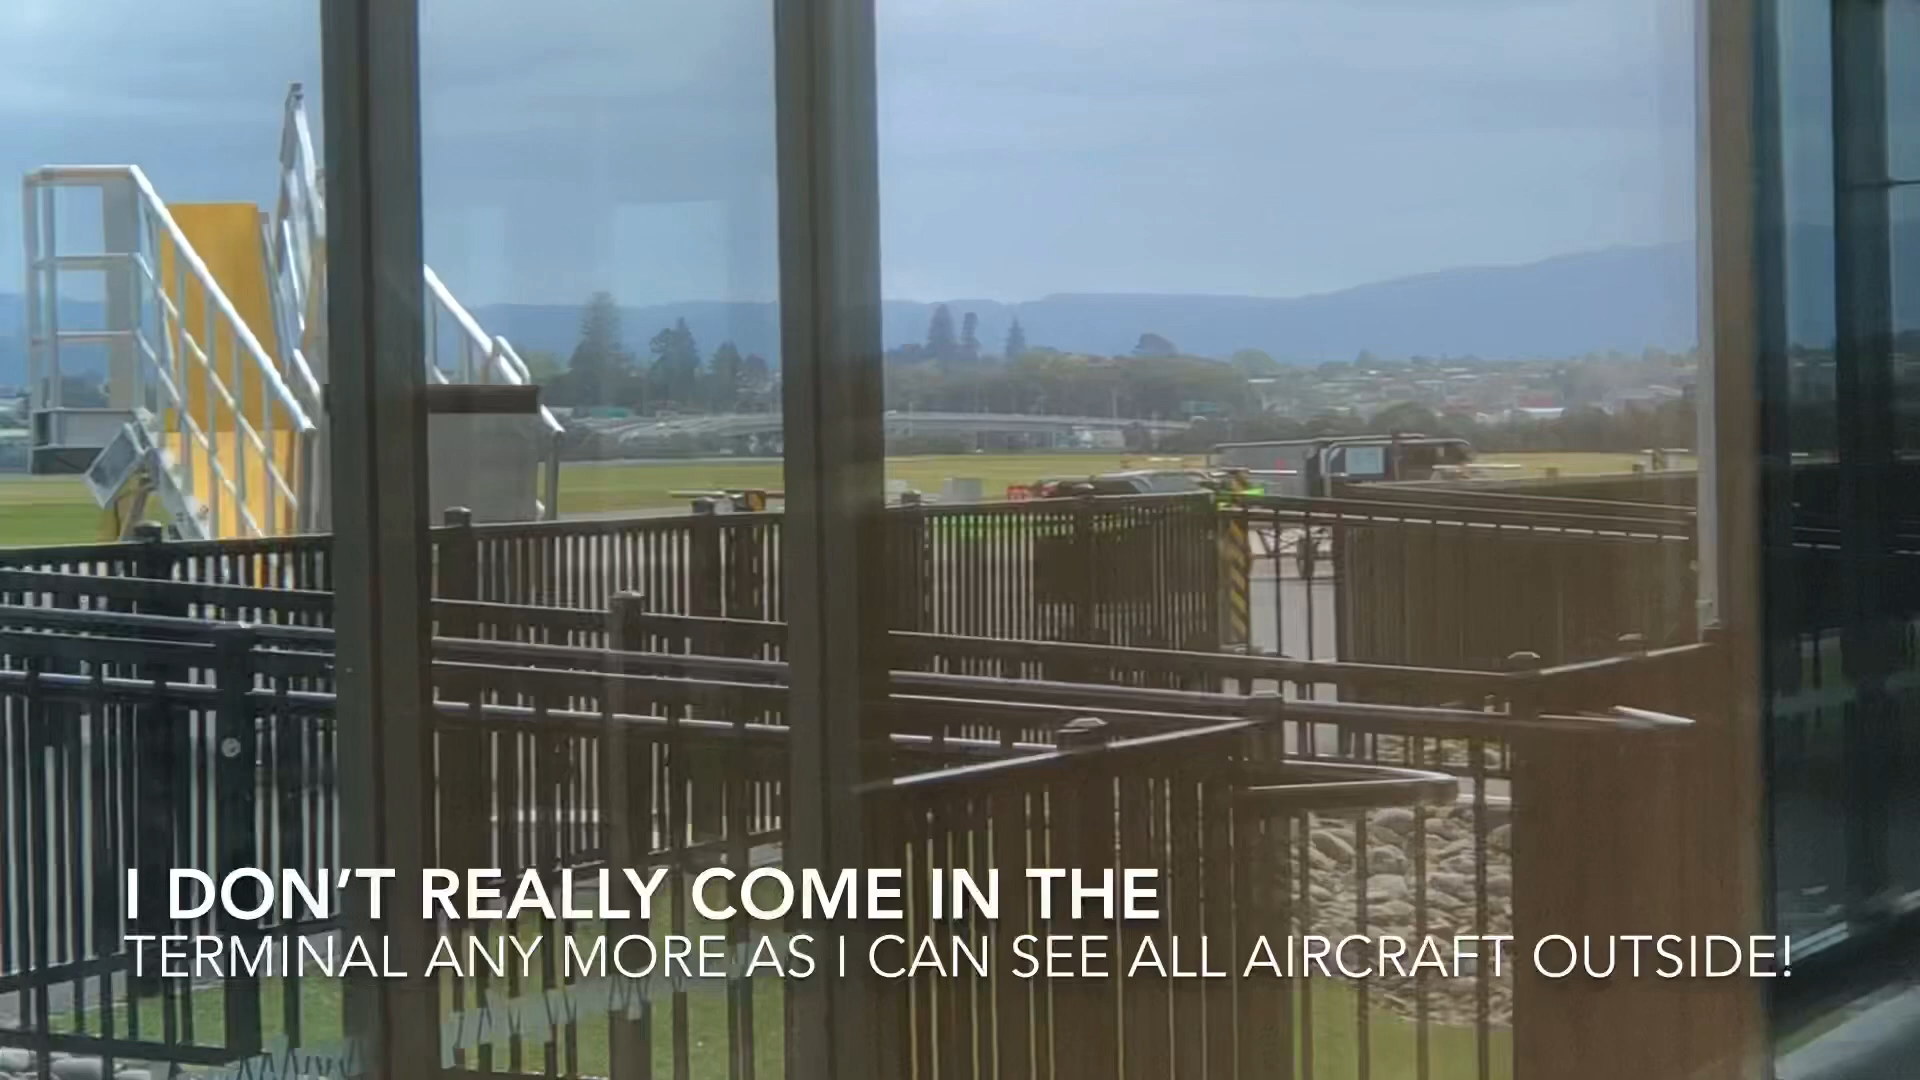 I DON’T REALLY COME IN THE
TERMINAL ANY MORE AS I CAN SEE ALL AIRCRAFT OUTSIDE!